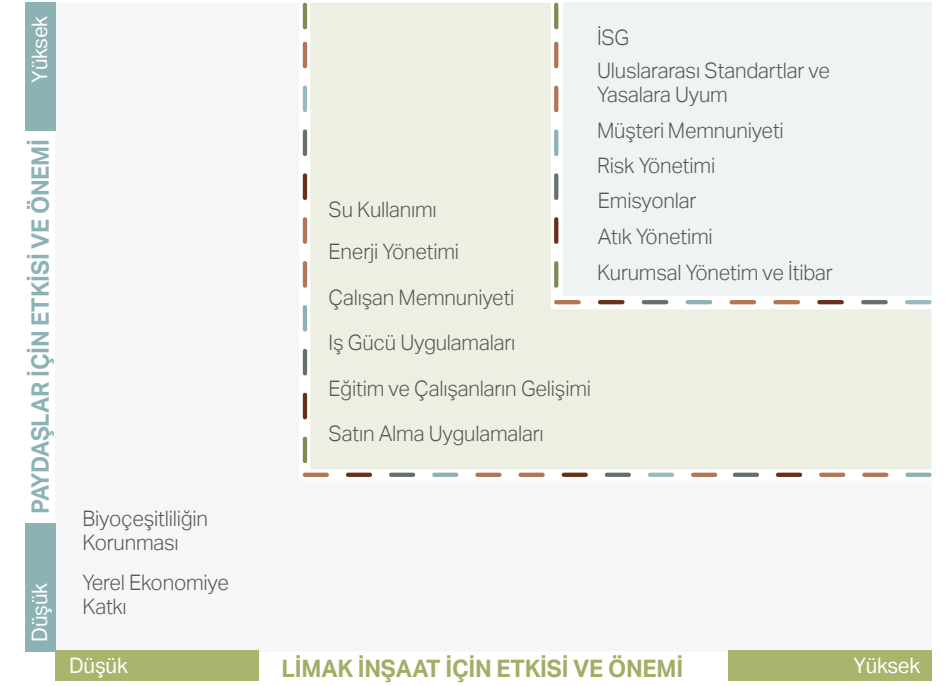 Yüksek
PAYDAŞLAR İÇİN ETKİSİ VE ÖNEMİ
Düşük
İSG
Uluslararası Standartlar ve
Yasalara Uyum
Müşteri Memnuniyeti
Risk Yönetimi
Emisyonlar
Atık Yönetimi
Kurumsal Yönetim ve İtibar
Su Kullanımı
Enerji Yönetimi
Çalışan Memnuniyeti
Iş Gücü Uygulamaları
Eğitim ve Çalışanların Gelişimi
Satın Alma Uygulamaları
Biyoçeşitliliğin
Korunması
Yerel Ekonomiye
Katkı
Düşük
LİMAK İNŞAAT İÇİN ETKİSİ VE ÖNEMİ
Yüksek